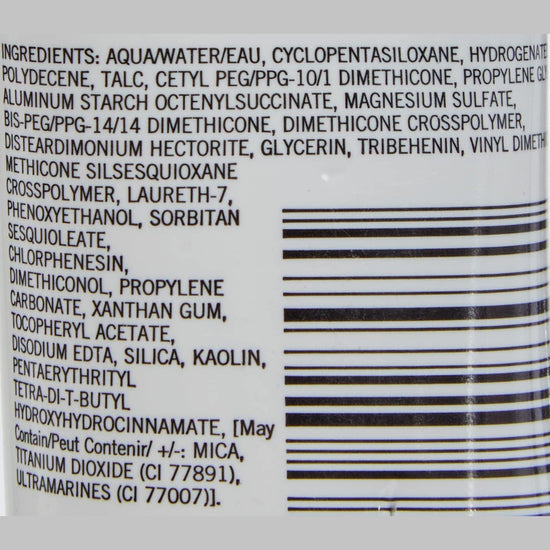 INGREDIENTS: AQUA/WATER/EAU, CYCLOPENTASILOXANE, HYDROGENATE
POLYDECENE, TALC, CETYL PEG/PPG-10/1 DIMETHICONE, PROPYLENE GL
ALUMINUM STARCH OCTENYLSUCCINATE, MAGNESIUM SULFATE,
BIS-PEG/PPG-14/14 DIMETHICONE, DIMETHICONE CROSSPOLYMER,
DISTEARDIMONIUM HECTORITE, GLYCERIN, TRIBEHENIN, VINYL DIMETH
METHICONE SILSESQUIOXANE
CROSSPOLYMER, LAURETH-7,
PHENOXYETHANOL, SORBITAN
SESQUIOLEATE,
CHLORPHENESIN,
DIMETHICONOL, PROPYLENE
CARBONATE, XANTHAN GUM,
TOCOPHERYL ACETATE,
DISODIUM EDTA, SILICA, KAOLIN,
PENTAERYTHRITYL
TETRA-DI-T-BUTYL
HYDROXYHYDROCINNAMATE, [May
Contain/Peut Contenir/ +/-: MICA,
TITANIUM DIOXIDE (CI 77891),
ULTRAMARINES (CI 77007)].